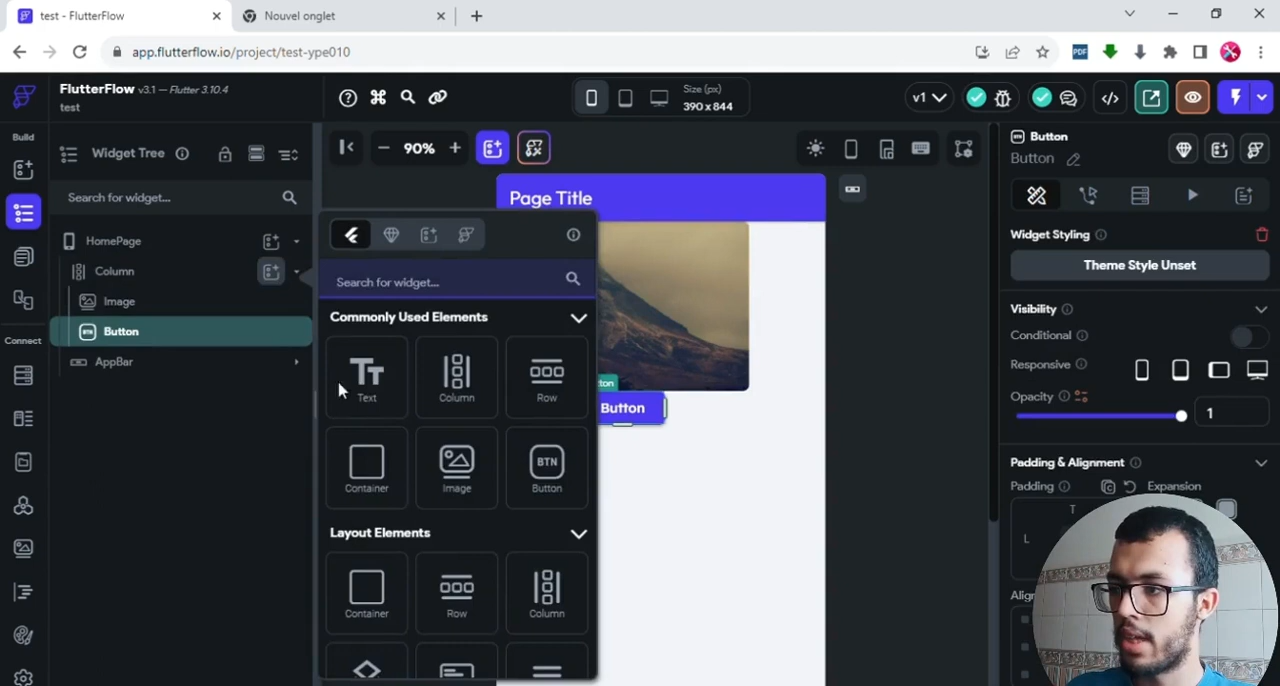 test - FlutterFlow
Nouvel onglet
app.flutterflow.io/project/test-ype010
PDF
FlutterFlow v3.1 – Flutter 3.10.4
test
Size (px)
390 x 844
v1
Build
Widget Tree
90%
Button
Button
Search for widget...
Page Title
HomePage
Column
Image
Button
AppBar
Connect
Search for widget...
Commonly Used Elements
Text
Column
Row
Container
Image
BTN
Button
Layout Elements
Container
Row
Column
Button
Widget Styling
Theme Style Unset
Visibility
Conditional
Responsive
Opacity
1
Padding & Alignment
Padding
Expansion
T
L